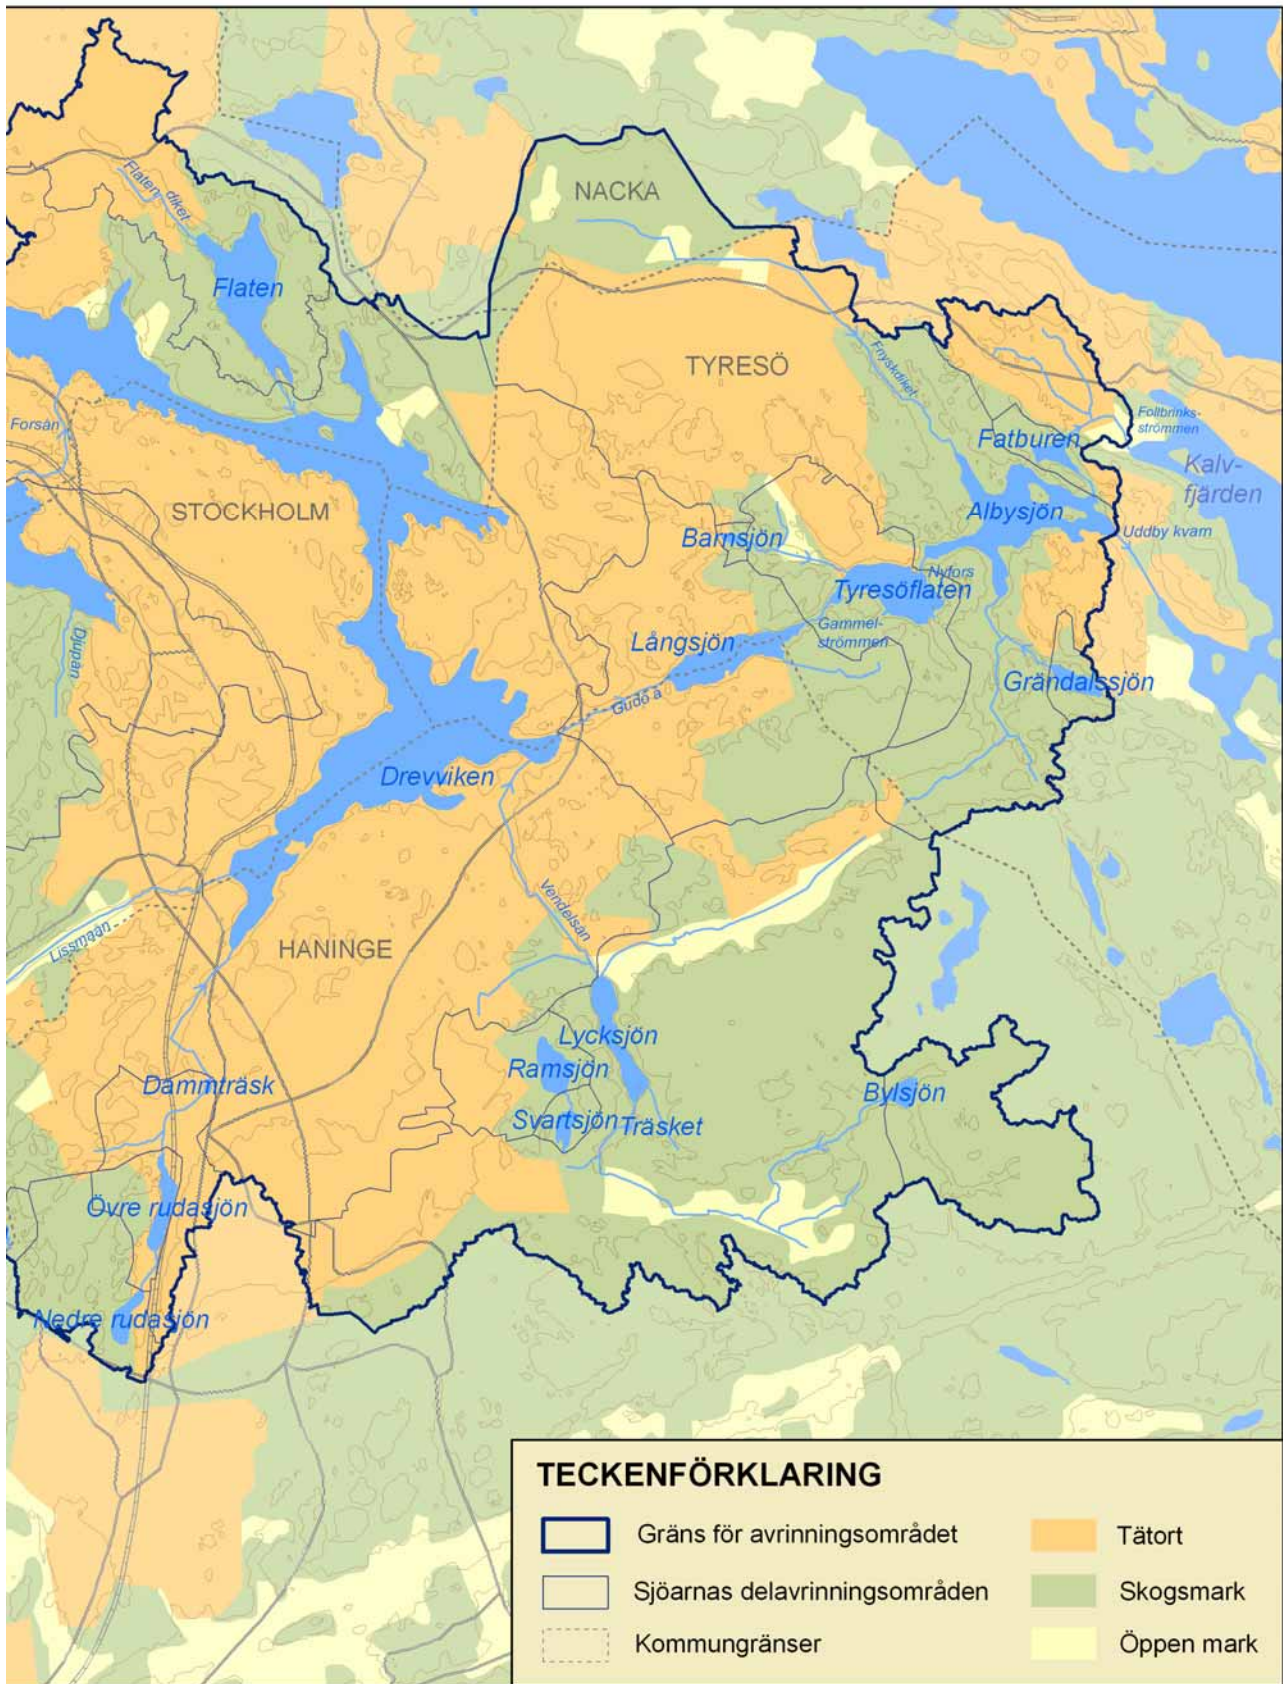 NACKA
Flaten-
diket
Flaten
TYRESÖ
Fnyskdiket
Follbrinks-
strömmen
Forsån
Fatburen
Kalv-
fjärden
STOCKHOLM
Albysjön
Uddby kvarn
Barnsjön
Nyfors
Tyresöflaten
Gammel-
strömmen
Långsjön
Djupan
Grändalssjön
Gudö å
Drevviken
Vendelsån
Lissmaån
HANINGE
Lycksjön
Ramsjön
Dammträsk
Bylsjön
Svartsjön
Träsket
Övre rudasjön
Nedre rudasjön
TECKENFÖRKLARING
Gräns för avrinningsområdet
Tätort
Sjöarnas delavrinningsområden
Skogsmark
Kommungränser
Öppen mark